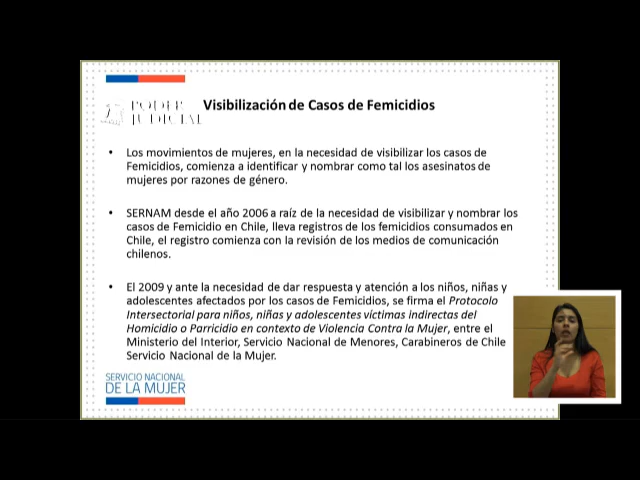 PODER
JUDICIAL
Visibilización de Casos de Femicidios
• Los movimientos de mujeres, en la necesidad de visibilizar los casos de
Femicidios, comienza a identificar y nombrar como tal los asesinatos de
mujeres por razones de género.
• SERNAM desde el año 2006 a raíz de la necesidad de visibilizar y nombrar los
casos de Femicidio en Chile, lleva registros de los femicidios consumados en
Chile, el registro comienza con la revisión de los medios de comunicación
chilenos.
• El 2009 y ante la necesidad de dar respuesta y atención a los niños, niñas y
adolescentes afectados por los casos de Femicidios, se firma el Protocolo
Intersectorial para niños, niñas y adolescentes víctimas indirectas del
Homicidio o Parricidio en contexto de Violencia Contra la Mujer, entre el
Ministerio del Interior, Servicio Nacional de Menores, Carabineros de Chile
Servicio Nacional de la Mujer.
SERVICIO NACIONAL
DE LA MUJER